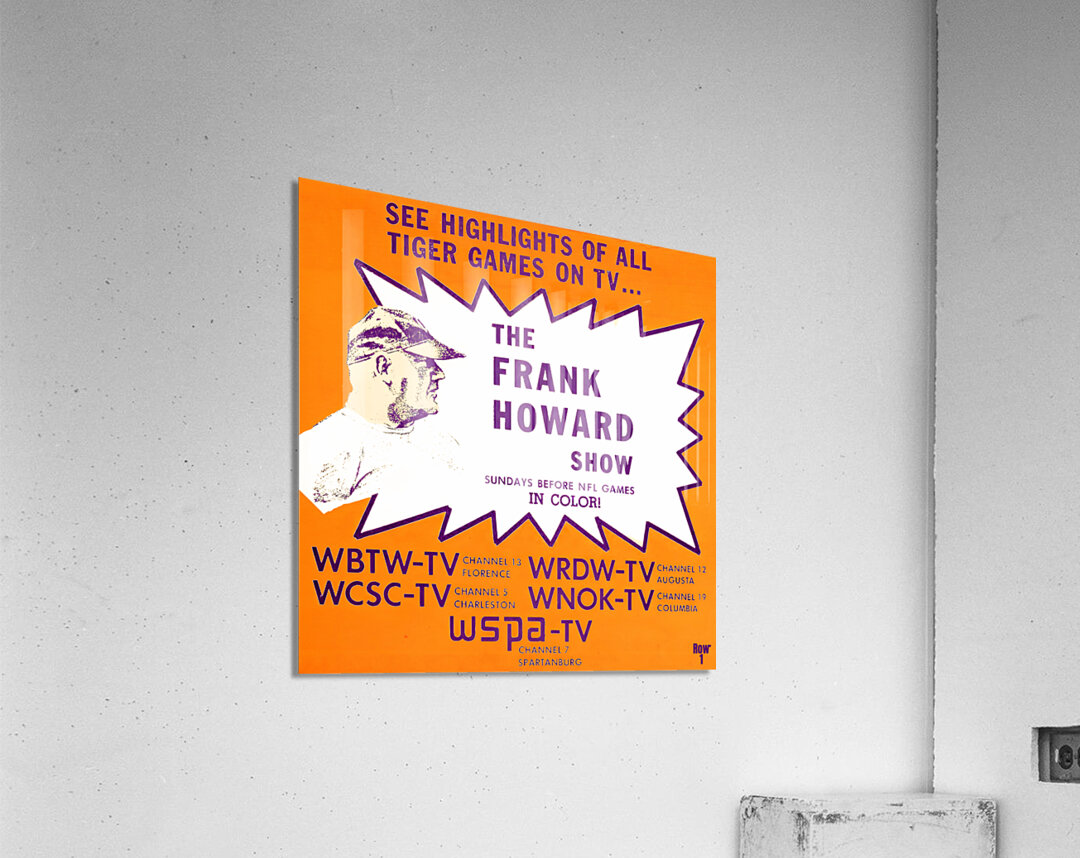 SEE HIGHLIGHTS OF ALL
TIGER GAMES ON TV...
THE
FRANK
HOWARD
SHOW
SUNDAYS BEFORE NFL GAMES
IN COLOR!
WBTW-TV CHANNEL 13 FLORENCE
WRDW-TV CHANNEL 12 AUGUSTA
WCSC-TV CHANNEL 5 CHARLESTON
WNOK-TV CHANNEL 19 COLUMBIA
wspa-TV
CHANNEL 7
SPARTANBURG
Row
1